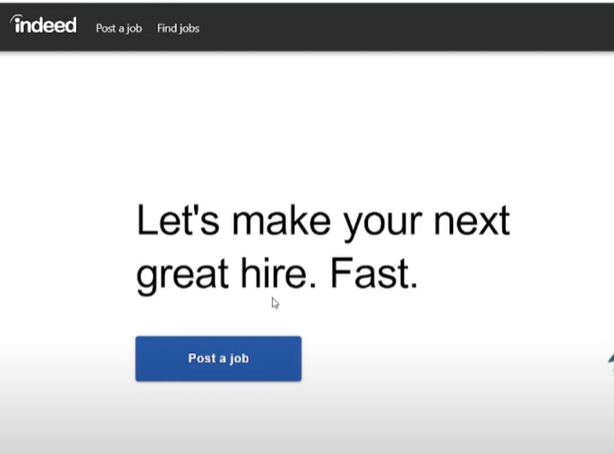 indeed Post a job Find jobs
Let's make your next
great hire. Fast.
Post a job